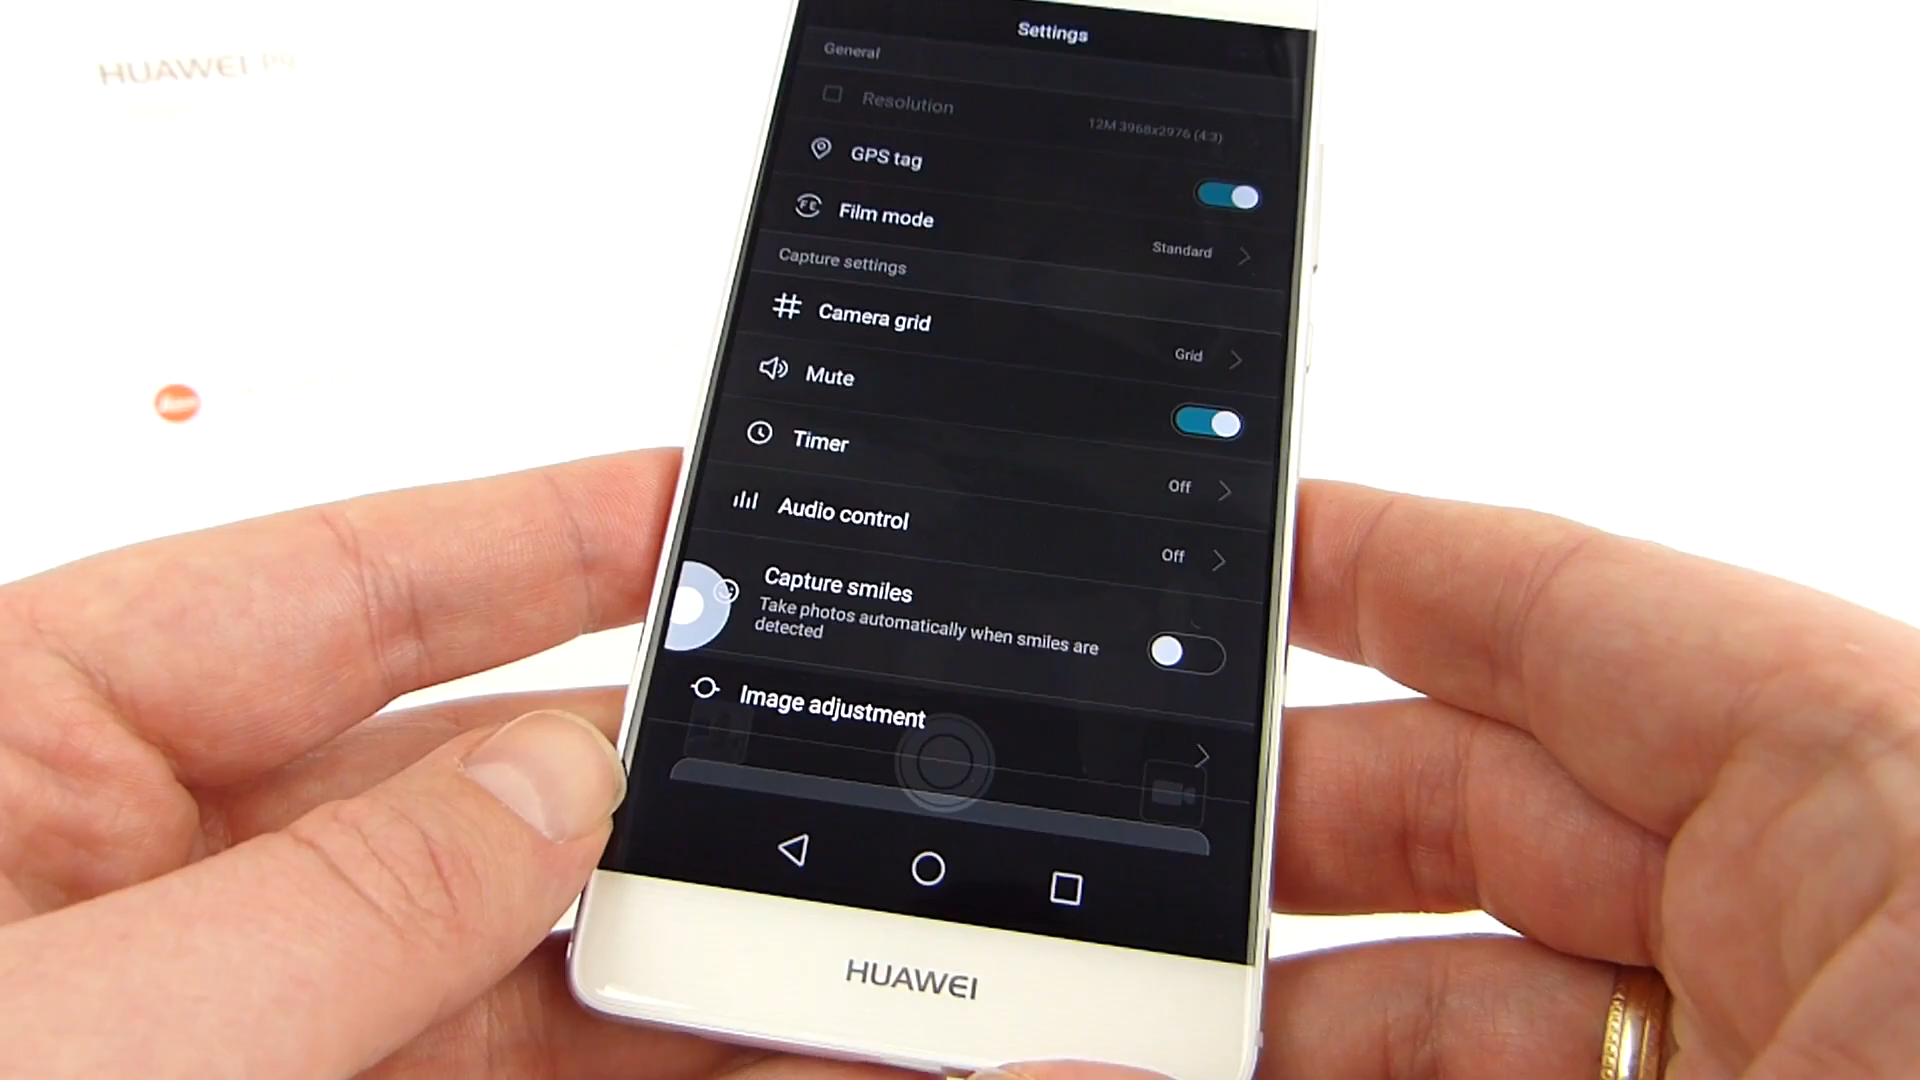 HUAWEI P9
Settings
General
Resolution
12M 3968x2976 (4:3)
GPS tag
Film mode
Standard
Capture settings
Camera grid
Grid
Mute
Timer
Off
Audio control
Off
Capture smiles
Take photos automatically when smiles are
detected
Image adjustment
HUAWEI